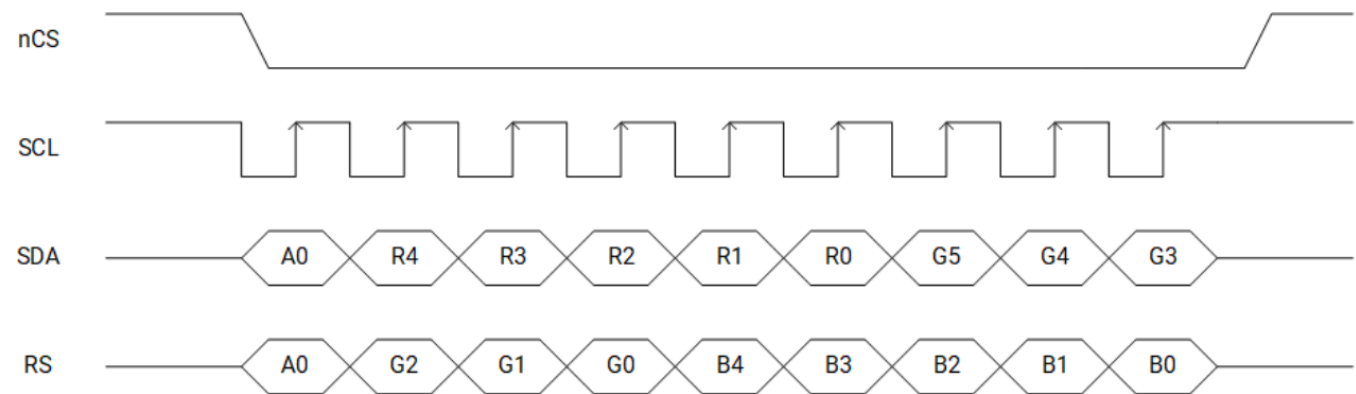 nCS
SCL
SDA A0 R4 R3 R2 R1 R0 G5 G4 G3
RS A0 G2 G1 G0 B4 B3 B2 B1 B0